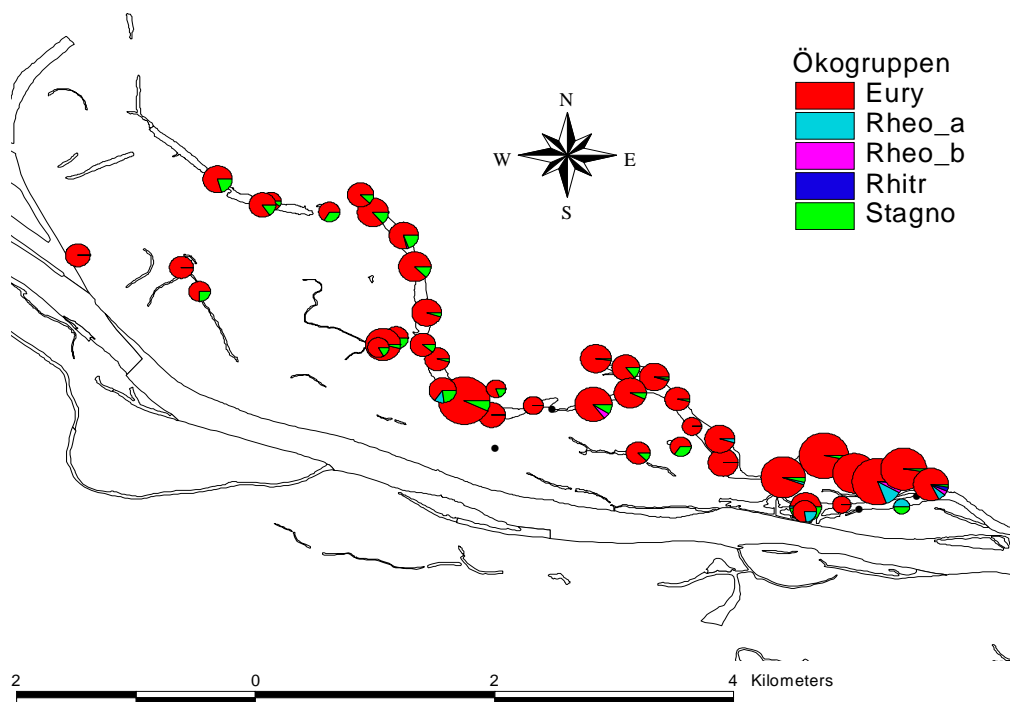 Ökogruppen
Eury
Rheo_a
Rheo_b
Rhitr
Stagno
N
W E
S
2 0 2 4 Kilometers